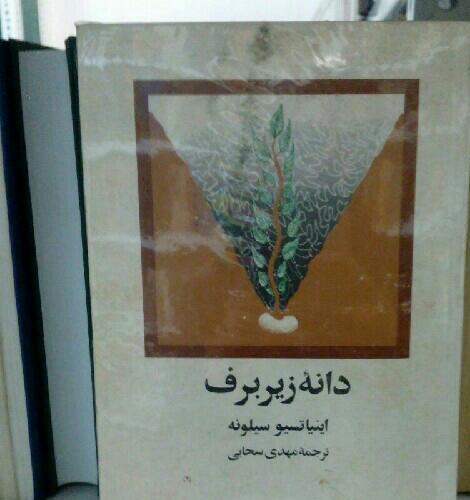 دانهٔ زیر برف
اینیاتسیو سیلونه
ترجمهٔ مهدی سحابی